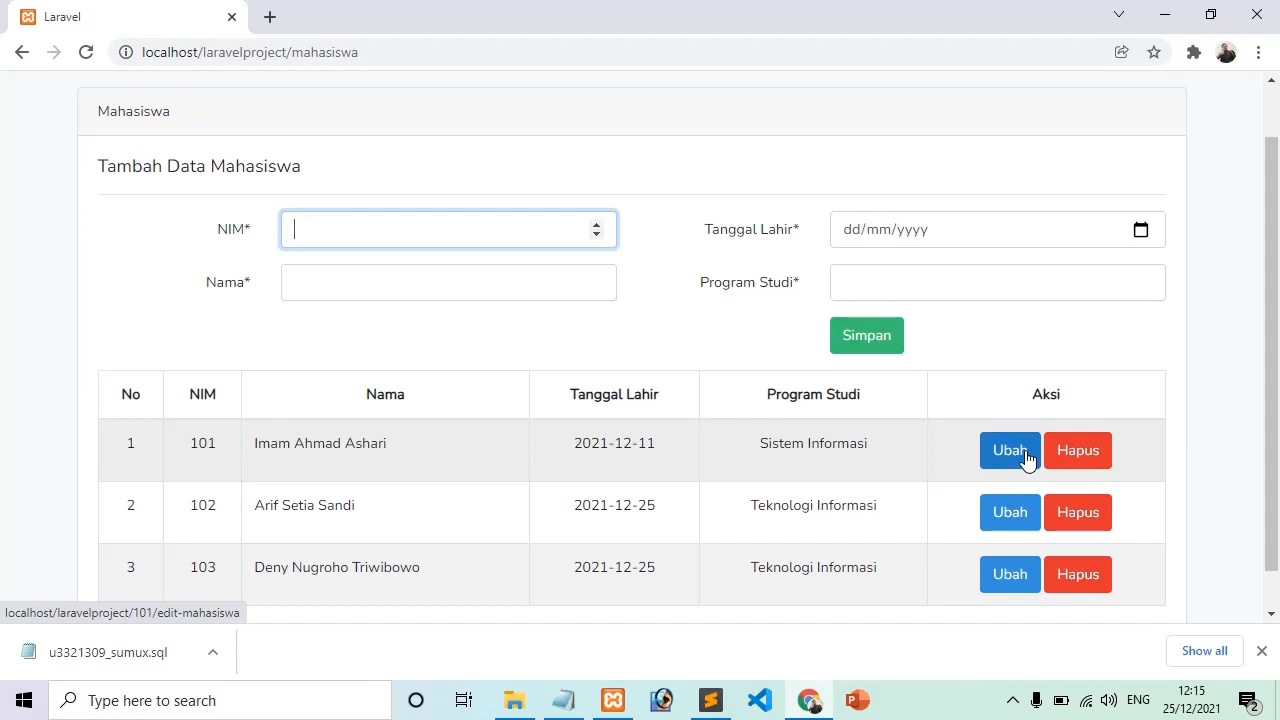 Laravel
localhost/laravelproject/mahasiswa
Mahasiswa
Tambah Data Mahasiswa
NIM* Tanggal Lahir* dd/mm/yyyy
Nama* Program Studi*
Simpan
No NIM Nama Tanggal Lahir Program Studi Aksi
1 101 Imam Ahmad Ashari 2021-12-11 Sistem Informasi Ubah Hapus
2 102 Arif Setia Sandi 2021-12-25 Teknologi Informasi Ubah Hapus
3 103 Deny Nugroho Triwibowo 2021-12-25 Teknologi Informasi Ubah Hapus
localhost/laravelproject/101/edit-mahasiswa
u3321309_sumux.sql Show all
Type here to search ENG 12:15
25/12/2021 2